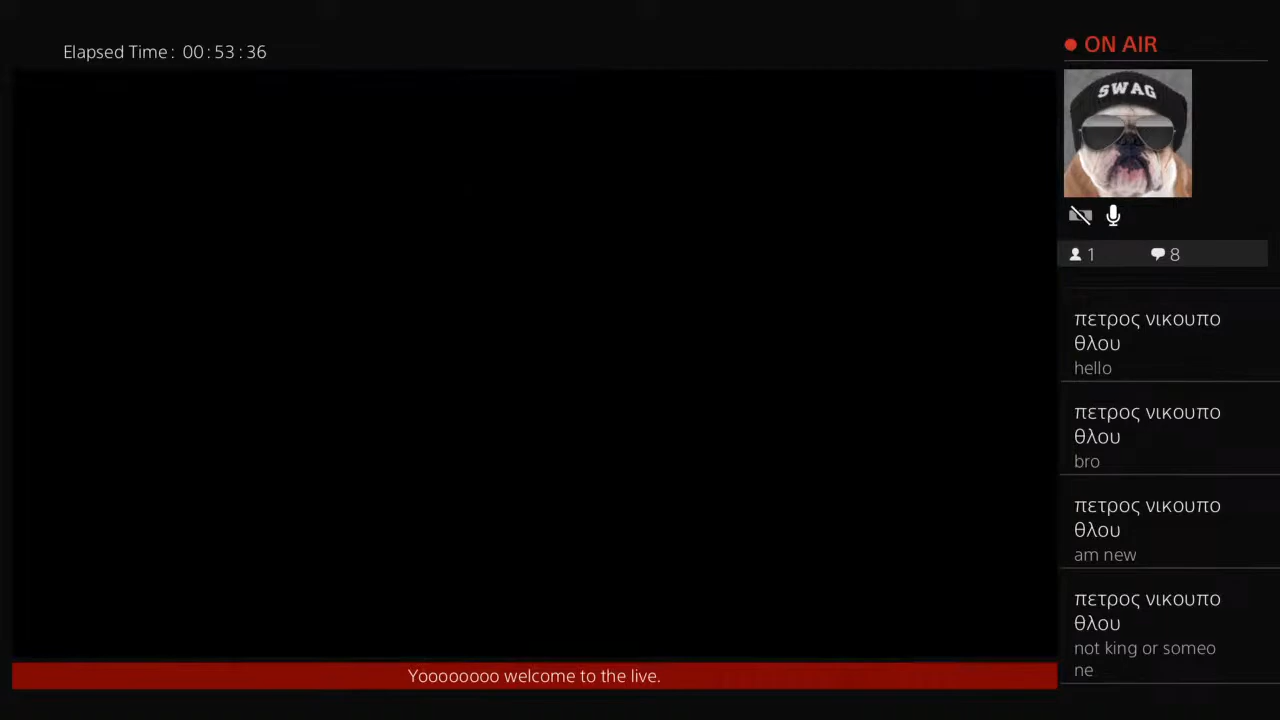 Elapsed Time: 00:53:36
ON AIR
SWAG
1 8
πετρος νικουπο
θλου
hello
πετρος νικουπο
θλου
bro
πετρος νικουπο
θλου
am new
πετρος νικουπο
θλου
not king or someo
ne
Yoooooooo welcome to the live.